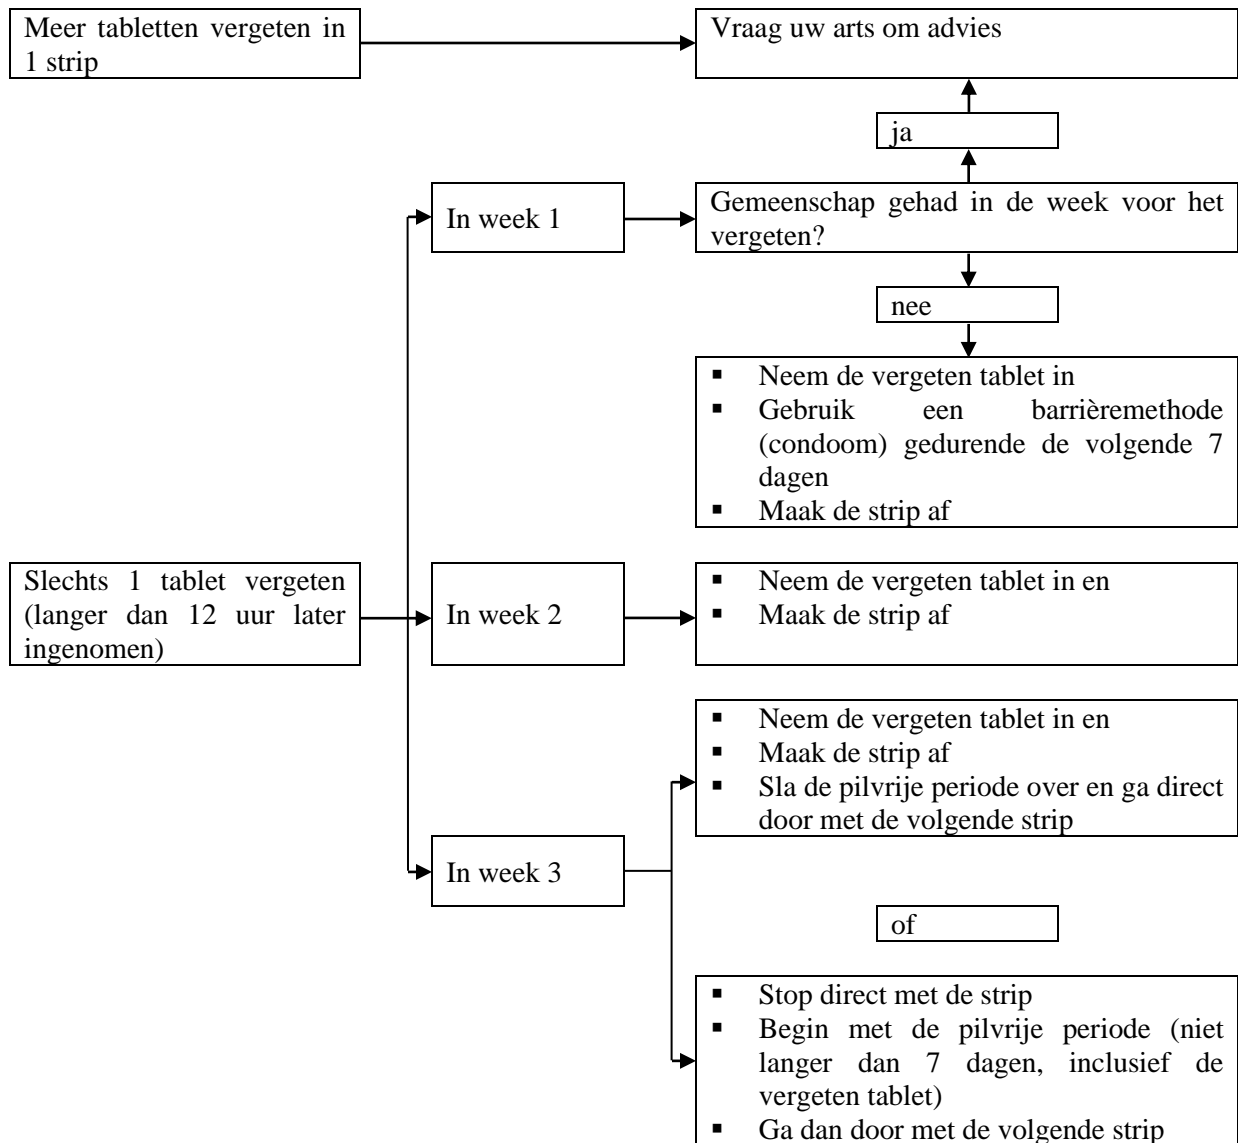 Meer tabletten vergeten in
1 strip
Vraag uw arts om advies
ja
In week 1
Gemeenschap gehad in de week voor het
vergeten?
nee
▪ Neem de vergeten tablet in
▪ Gebruik een barrièremethode
(condoom) gedurende de volgende 7
dagen
▪ Maak de strip af
Slechts 1 tablet vergeten
(langer dan 12 uur later
ingenomen)
In week 2
▪ Neem de vergeten tablet in en
▪ Maak de strip af
In week 3
▪ Neem de vergeten tablet in en
▪ Maak de strip af
▪ Sla de pilvrije periode over en ga direct
door met de volgende strip
of
▪ Stop direct met de strip
▪ Begin met de pilvrije periode (niet
langer dan 7 dagen, inclusief de
vergeten tablet)
▪ Ga dan door met de volgende strip